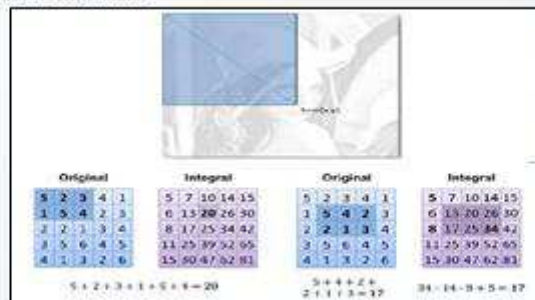 Original Integral Original Integral
5 2 3 4 1 5 7 10 14 15 5 2 3 4 1 5 7 10 14 15
1 5 4 2 3 6 13 20 26 30 1 5 4 2 3 6 13 20 26 30
2 2 1 3 4 8 17 25 34 42 2 2 1 3 4 8 17 25 34 42
3 5 6 4 5 11 25 39 52 65 3 5 6 4 5 11 25 39 52 65
4 1 3 2 6 15 30 47 62 81 4 1 3 2 6 15 30 47 62 81
5 + 2 + 3 + 1 + 5 + 4 = 20
5 + 4 + 2 +
2 + 1 + 3 = 17
34 - 14 - 8 + 5 = 17